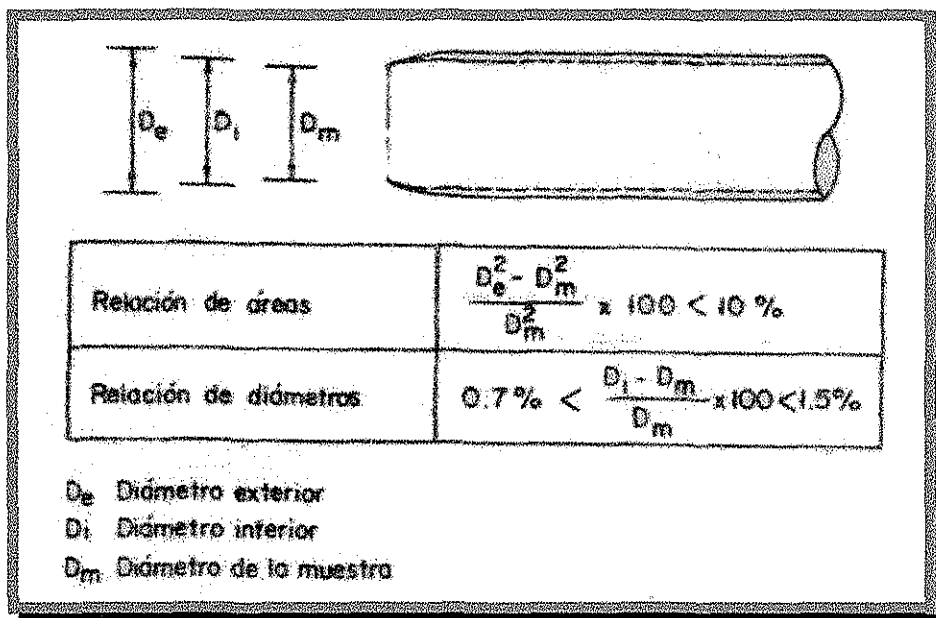 De Di Dm
Relación de áreas
De² - Dm² / Dm² x 100 < 10 %
Relación de diámetros
0.7 % < Di - Dm / Dm x100<1.5%
De Diámetro exterior
Di Diámetro interior
Dm Diámetro de la muestra